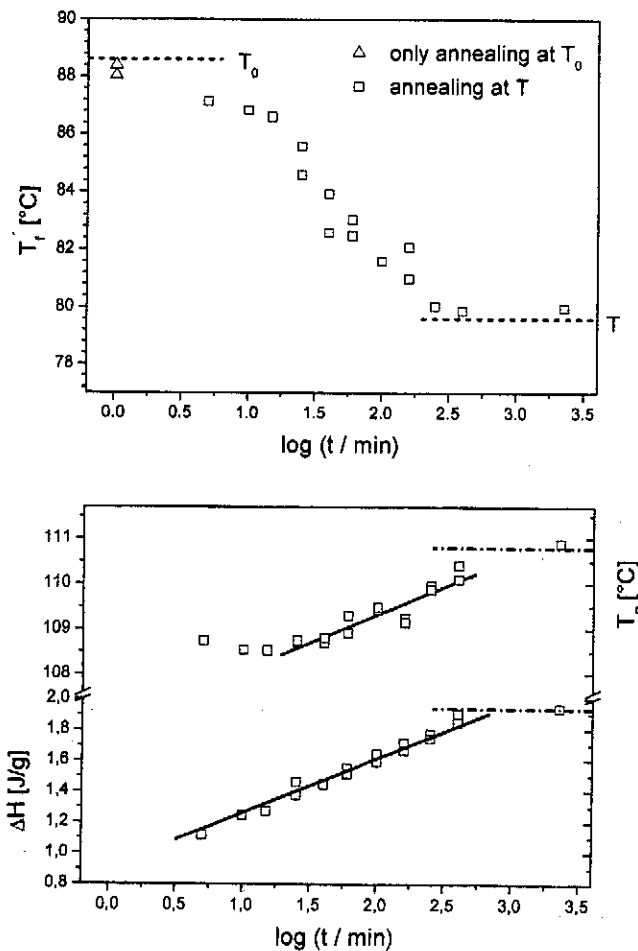 90
88
86
84
82
80
78
T₀
△ only annealing at T₀
□ annealing at T
T
T_f' [°C]
0.0 0.5 1.0 1.5 2.0 2.5 3.0 3.5
log (t / min)
111
110
109
108
2,0
1,8
1,6
1,4
1,2
1,0
0,8
T_p [°C]
ΔH [J/g]
0,0 0,5 1,0 1,5 2,0 2,5 3,0 3,5
log (t / min)